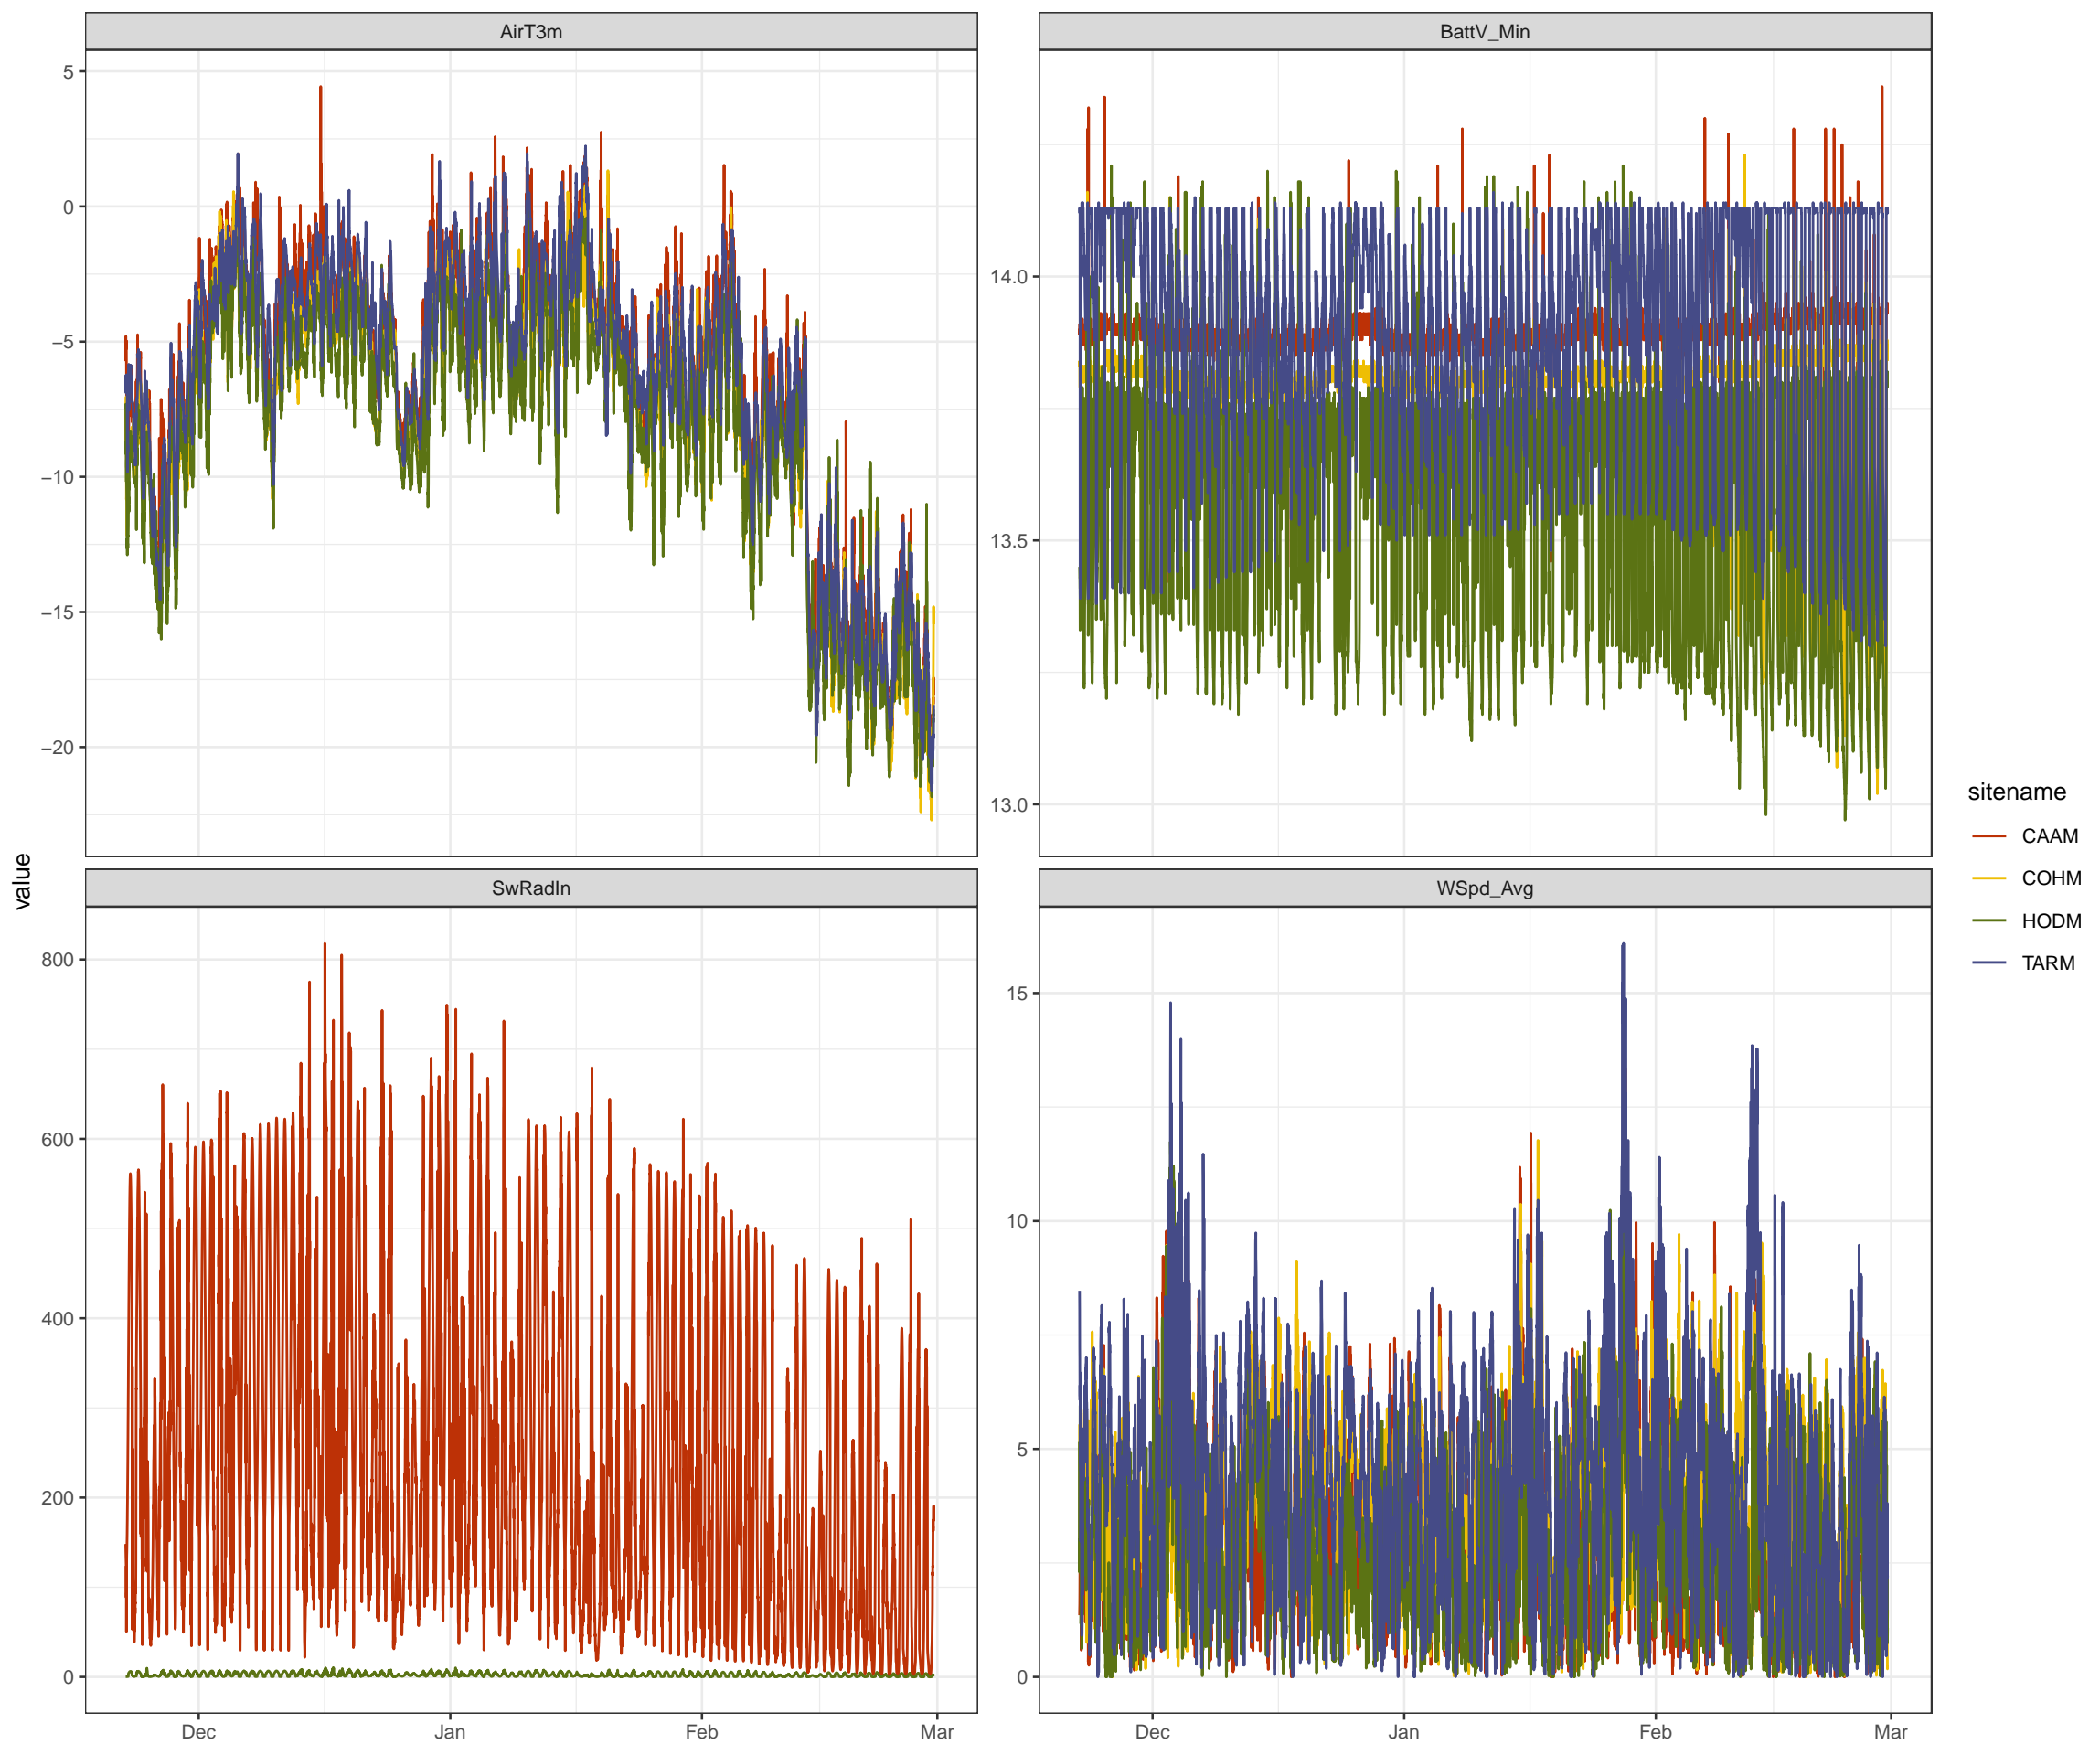 AirT3m
BattV_Min
5
0
−5
−10
−15
−20
14.0
13.5
13.0
value
SwRadIn
WSpd_Avg
800
600
400
200
0
15
10
5
0
Dec
Jan
Feb
Mar
Dec
Jan
Feb
Mar
sitename
CAAM
COHM
HODM
TARM